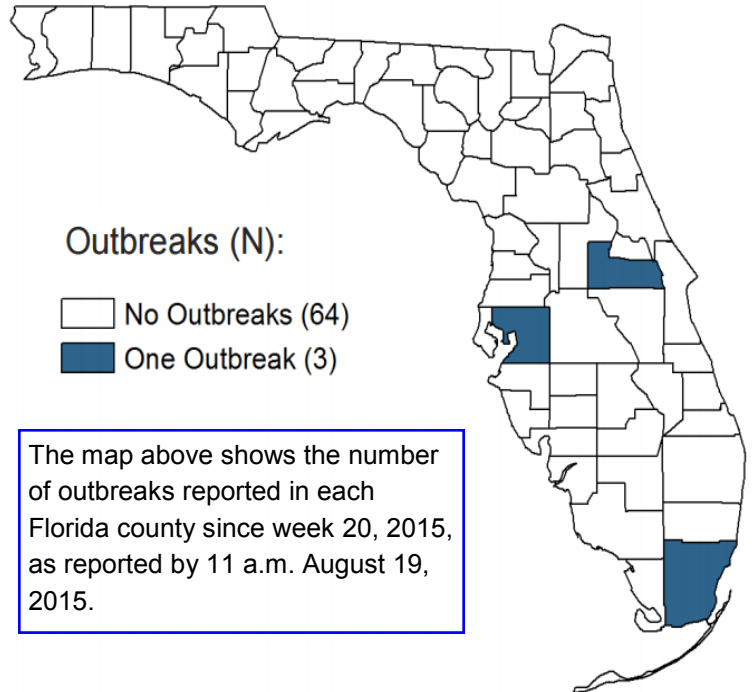 Outbreaks (N):
No Outbreaks (64)
One Outbreak (3)
The map above shows the number
of outbreaks reported in each
Florida county since week 20, 2015,
as reported by 11 a.m. August 19,
2015.